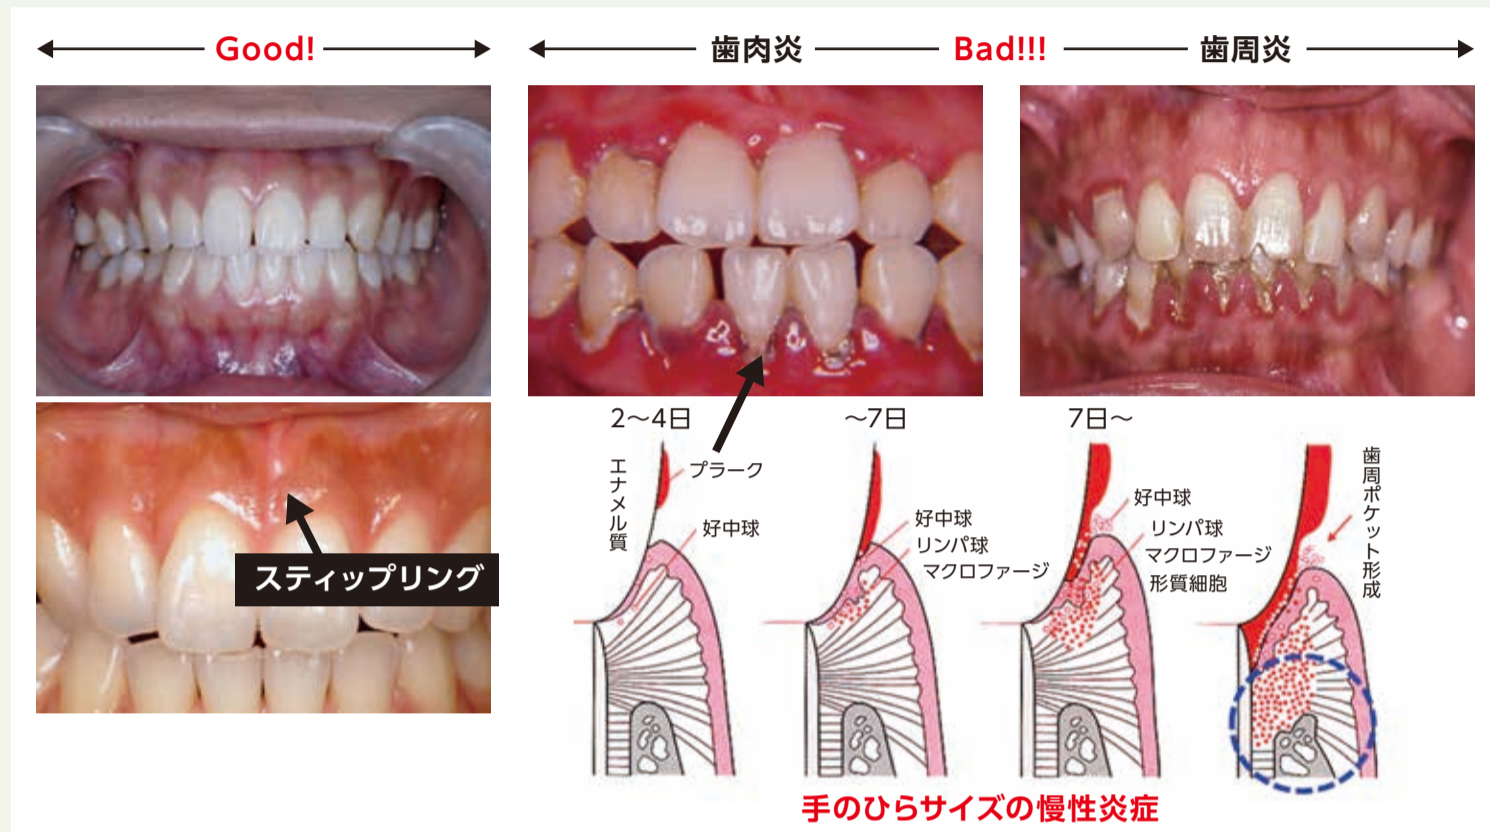 Good!
歯肉炎
Bad!!!
歯周炎
スティップリング
2〜4日
〜7日
7日〜
エナメル質
プラーク
好中球
好中球
リンパ球
マクロファージ
好中球
リンパ球
マクロファージ
形質細胞
歯周ポケット形成
手のひらサイズの慢性炎症